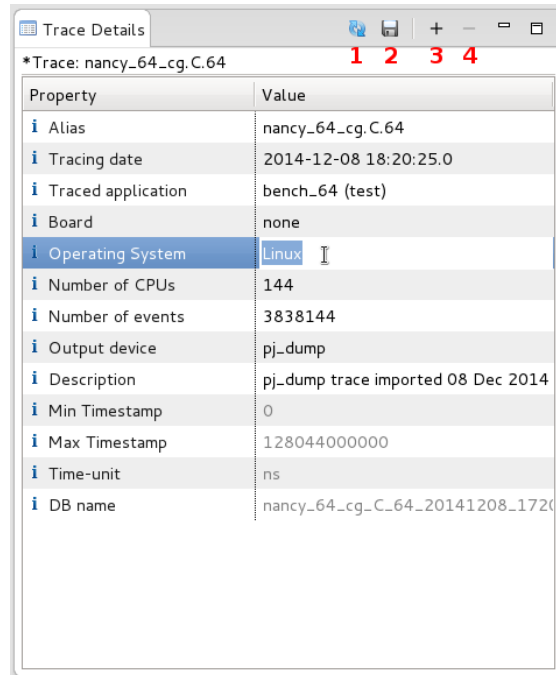 Trace Details
1 2 3 4
*Trace: nancy_64_cg.C.64
Property Value
Alias nancy_64_cg.C.64
Tracing date 2014-12-08 18:20:25.0
Traced application bench_64 (test)
Board none
Operating System Linux
Number of CPUs 144
Number of events 3838144
Output device pj_dump
Description pj_dump trace imported 08 Dec 2014
Min Timestamp 0
Max Timestamp 128044000000
Time-unit ns
DB name nancy_64_cg_C_64_20141208_172